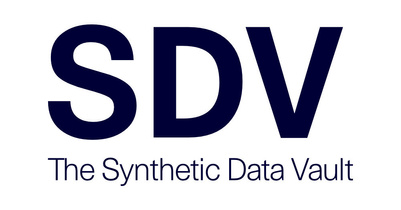 SDV
The Synthetic Data Vault